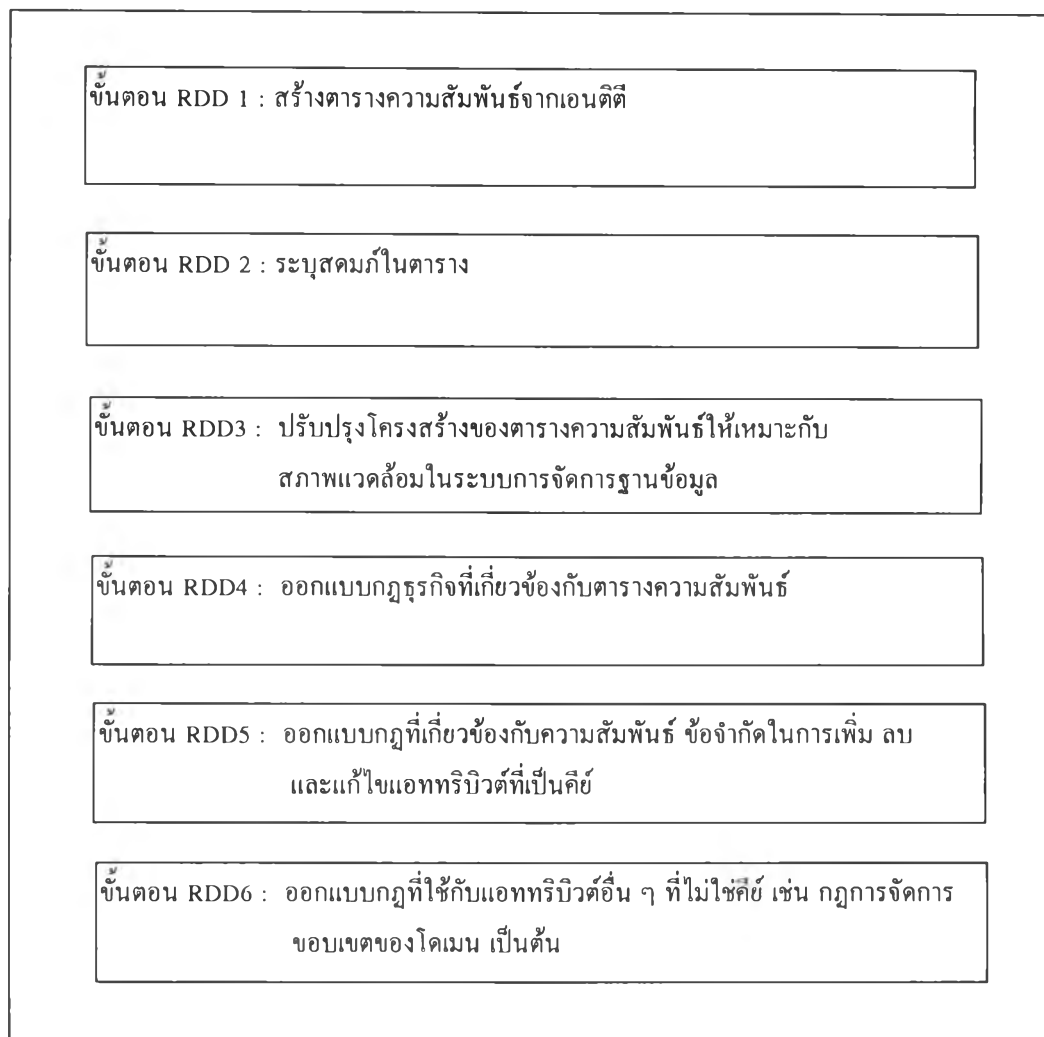 ขั้นตอน RDD 1 : สร้างตารางความสัมพันธ์จากเอนติตี
ขั้นตอน RDD 2 : ระบุสดมภ์ในตาราง
ขั้นตอน RDD3 : ปรับปรุงโครงสร้างของตารางความสัมพันธ์ให้เหมาะกับ
สภาพแวดล้อมในระบบการจัดการฐานข้อมูล
ขั้นตอน RDD4 : ออกแบบกฎธุรกิจที่เกี่ยวข้องกับตารางความสัมพันธ์
ขั้นตอน RDD5 : ออกแบบกฎที่เกี่ยวข้องกับความสัมพันธ์ ข้อจำกัดในการเพิ่ม ลบ
และแก้ไขแอททริบิวต์ที่เป็นคีย์
ขั้นตอน RDD6 : ออกแบบกฎที่ใช้กับแอททริบิวต์อื่น ๆ ที่ไม่ใช่คีย์ เช่น กฎการจัดการ
ขอบเขตของโดเมน เป็นต้น